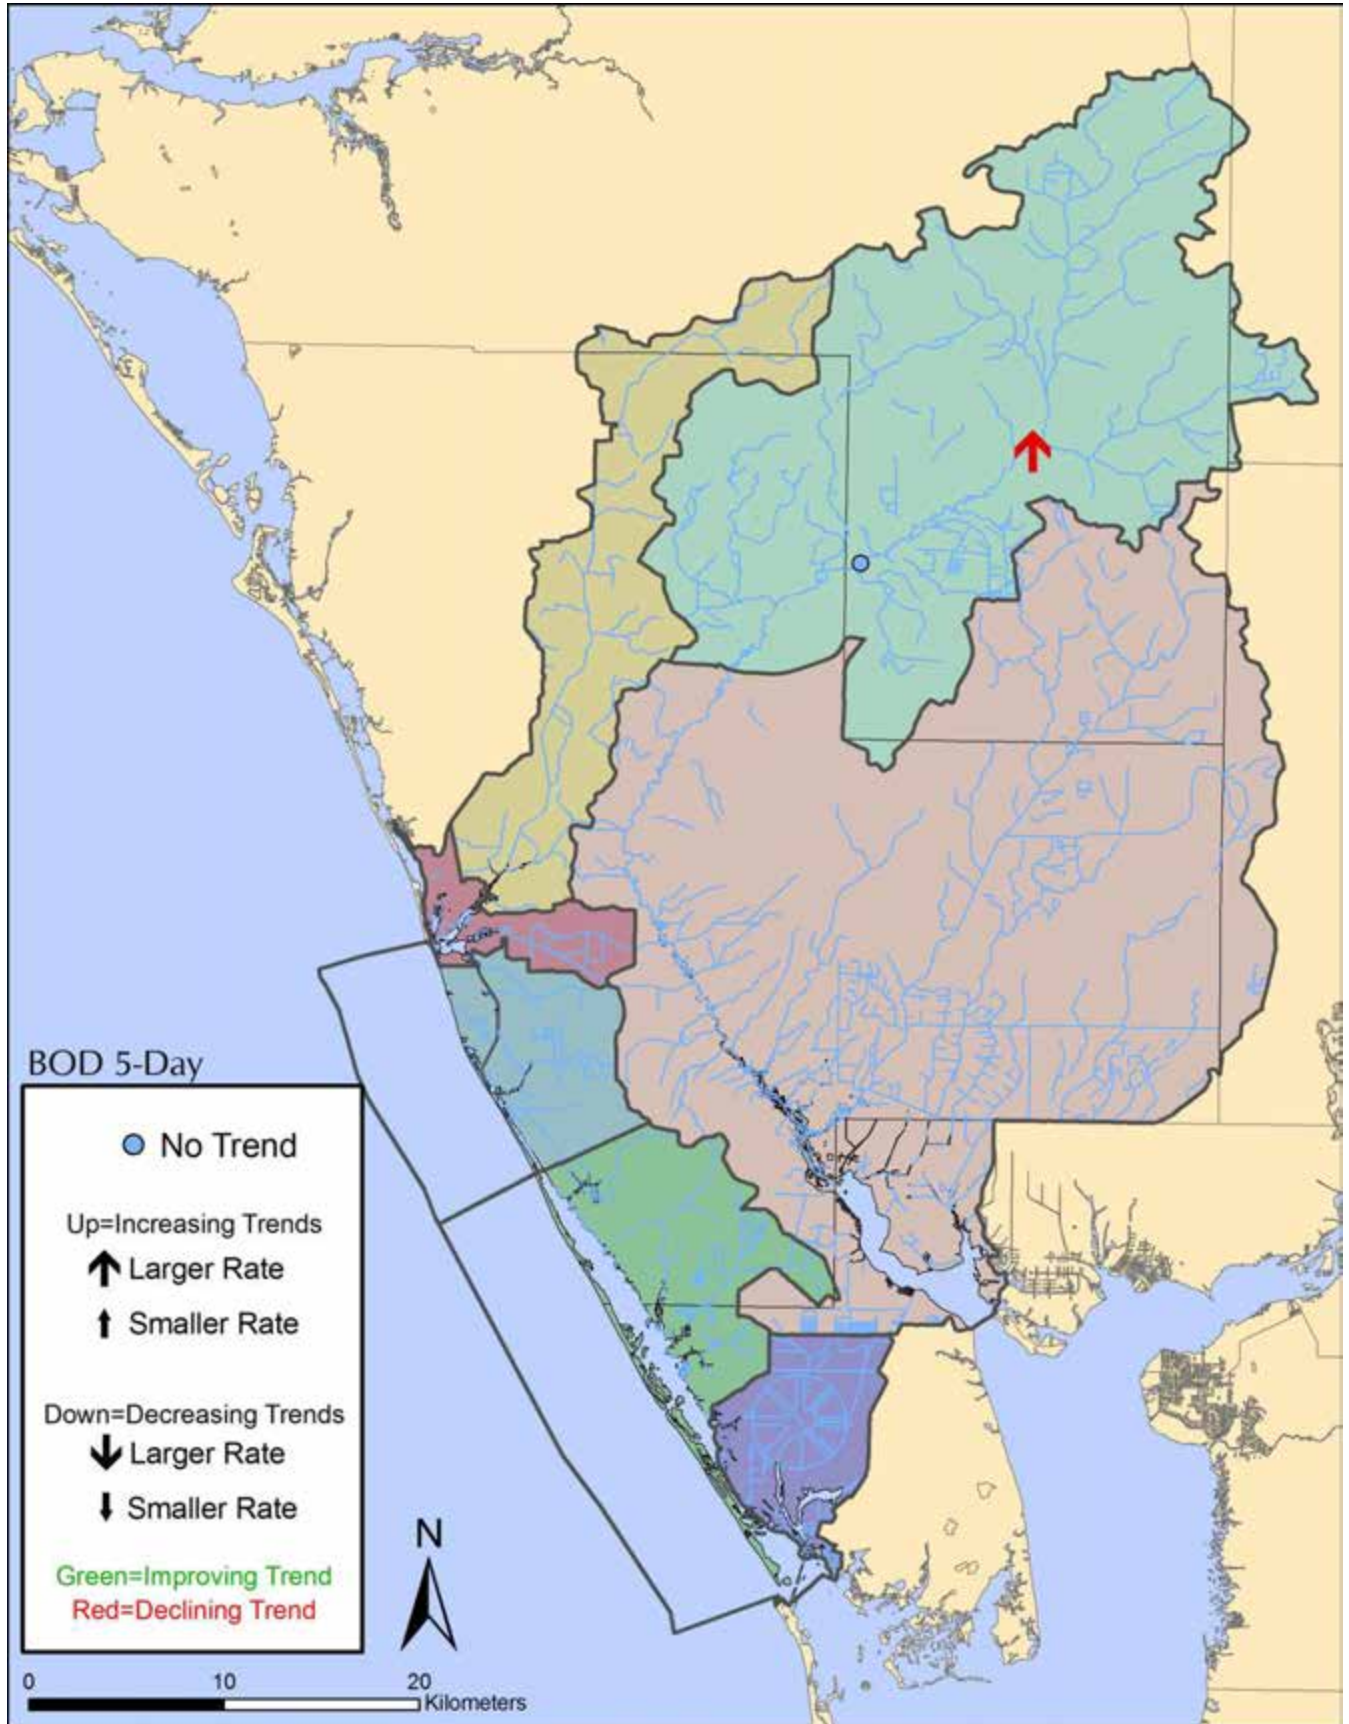 BOD 5-Day
No Trend
Up=Increasing Trends
Larger Rate
Smaller Rate
Down=Decreasing Trends
Larger Rate
Smaller Rate
Green=Improving Trend
Red=Declining Trend
N
0 10 20
Kilometers